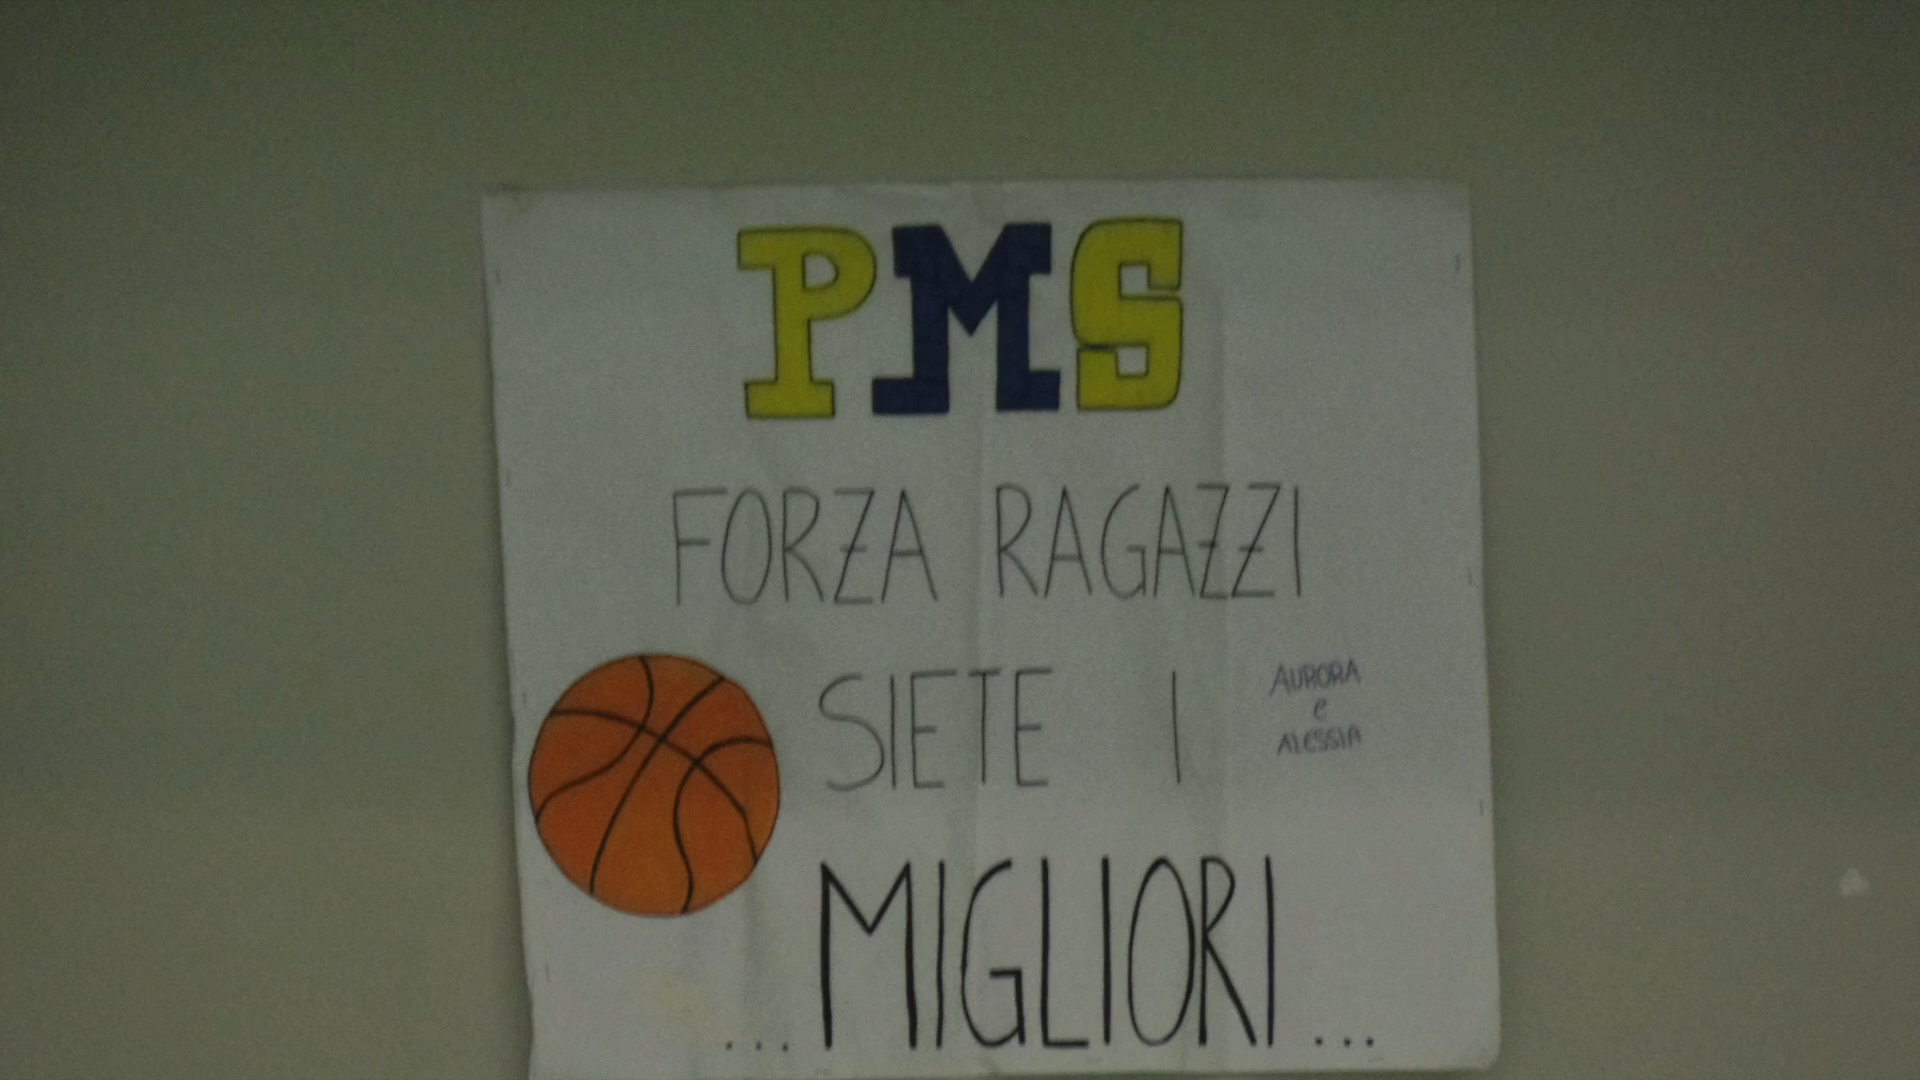 PMS
FORZA RAGAZZI
SIETE I
AURORA
e
ALESSIA
...MIGLIORI...